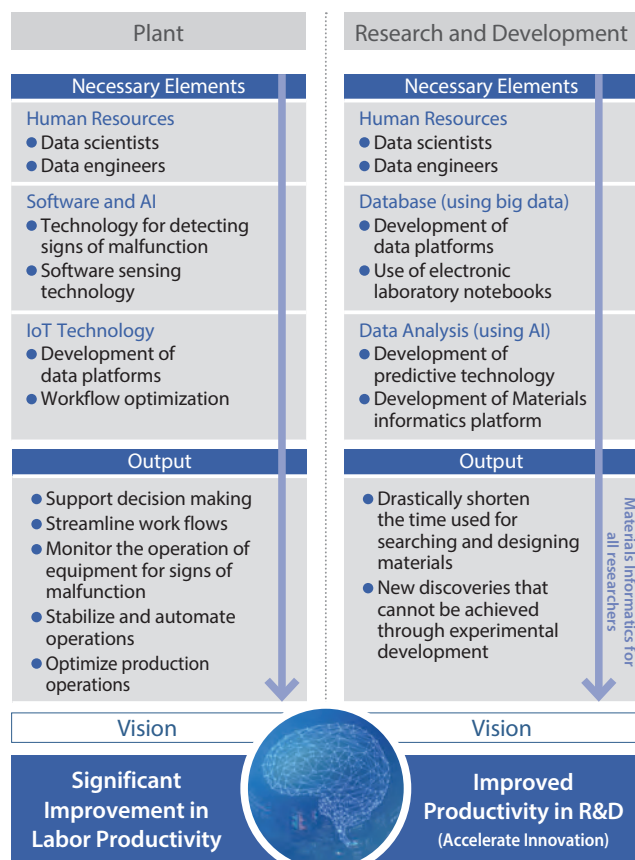 Plant
Necessary Elements
Human Resources
● Data scientists
● Data engineers
Software and AI
● Technology for detecting
signs of malfunction
● Software sensing
technology
IoT Technology
● Development of
data platforms
● Workflow optimization
Output
● Support decision making
● Streamline work flows
● Monitor the operation of
equipment for signs of
malfunction
● Stabilize and automate
operations
● Optimize production
operations
Vision
Significant
Improvement in
Labor Productivity
Research and Development
Necessary Elements
Human Resources
● Data scientists
● Data engineers
Database (using big data)
● Development of
data platforms
● Use of electronic
laboratory notebooks
Data Analysis (using AI)
● Development of
predictive technology
● Development of Materials
informatics platform
Output
● Drastically shorten
the time used for
searching and designing
materials
● New discoveries that
cannot be achieved
through experimental
development
Materials Informatics for
all researchers
Vision
Improved
Productivity in R&D
(Accelerate Innovation)